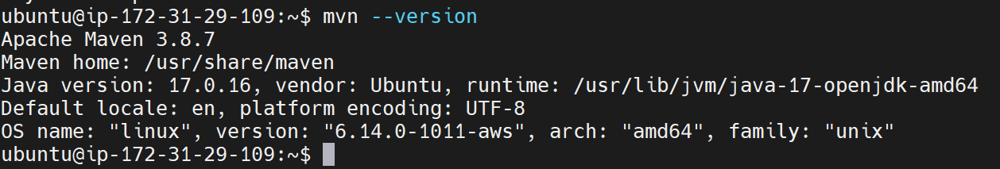 ubuntu@ip-172-31-29-109:~$ mvn --version
Apache Maven 3.8.7
Maven home: /usr/share/maven
Java version: 17.0.16, vendor: Ubuntu, runtime: /usr/lib/jvm/java-17-openjdk-amd64
Default locale: en, platform encoding: UTF-8
OS name: "linux", version: "6.14.0-1011-aws", arch: "amd64", family: "unix"
ubuntu@ip-172-31-29-109:~$